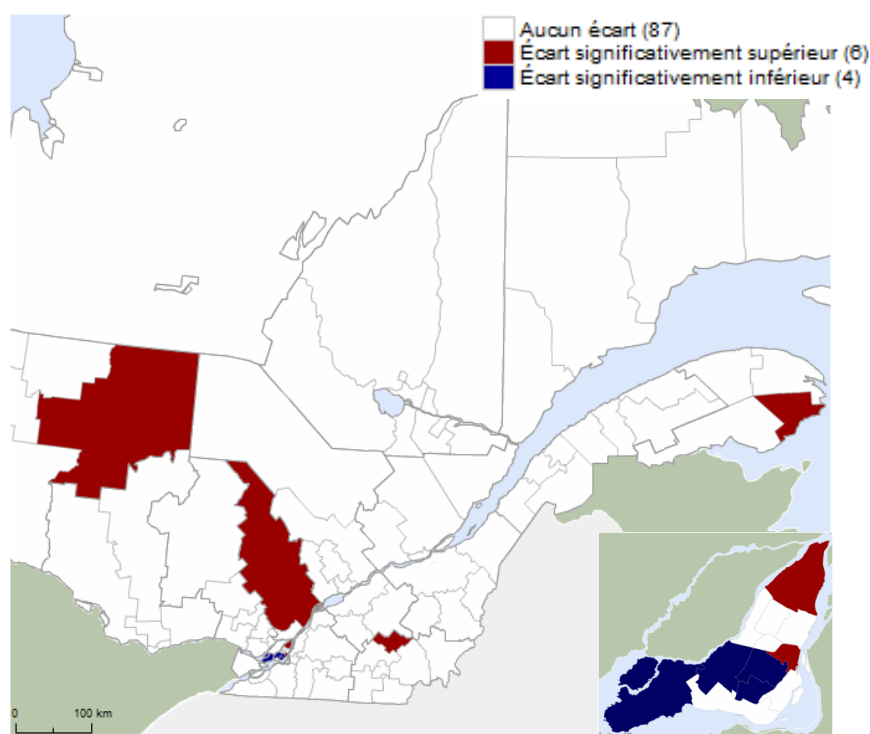 Aucun écart (87)
Écart significativement supérieur (6)
Écart significativement inférieur (4)
0 100 km